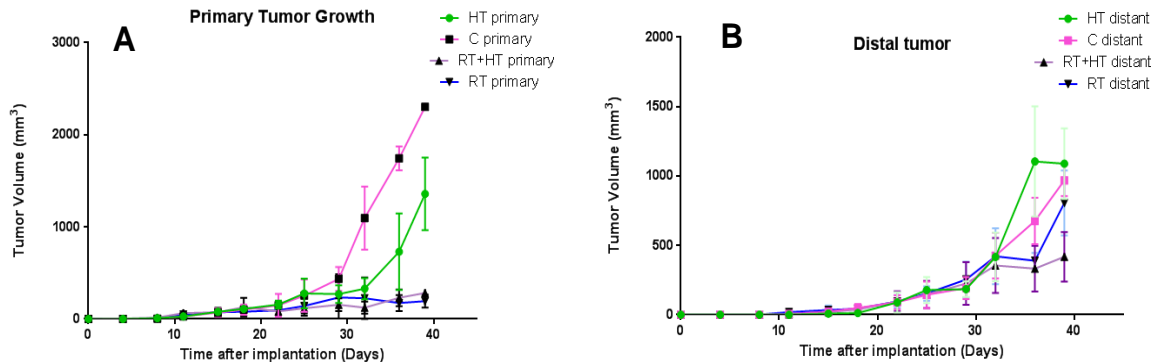 Primary Tumor Growth
A
HT primary
C primary
RT+HT primary
RT primary
3000
2000
1000
0
Tumor Volume (mm³)
0 10 20 30 40
Time after implantation (Days)
B
Distal tumor
HT distant
C distant
RT+HT distant
RT distant
2000
1500
1000
500
0
Tumor Volume (mm³)
0 10 20 30 40
Time after implantation (Days)